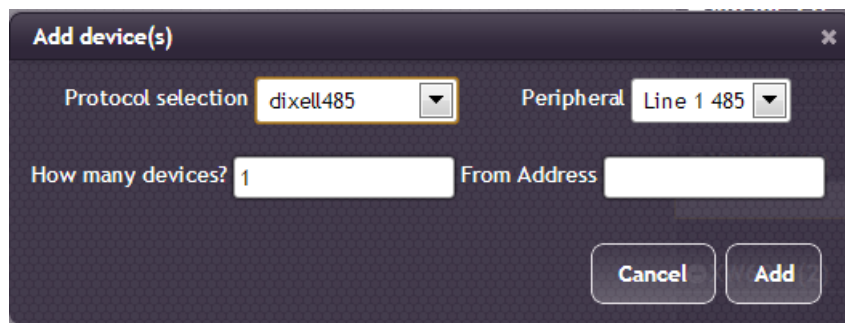 Add device(s)
Protocol selection dixell485 Peripheral Line 1 485
How many devices? 1 From Address
Cancel Add